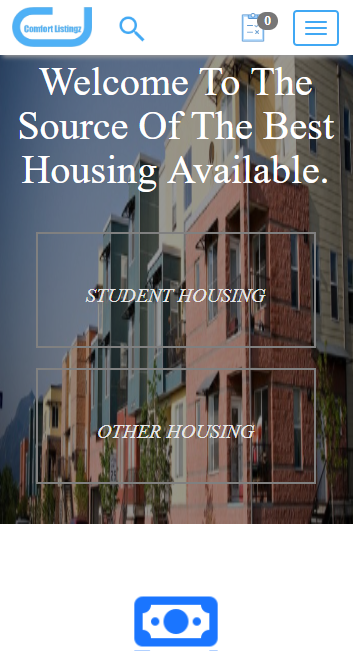 Comfort Listingz
0
Welcome To The
Source Of The Best
Housing Available.
STUDENT HOUSING
OTHER HOUSING